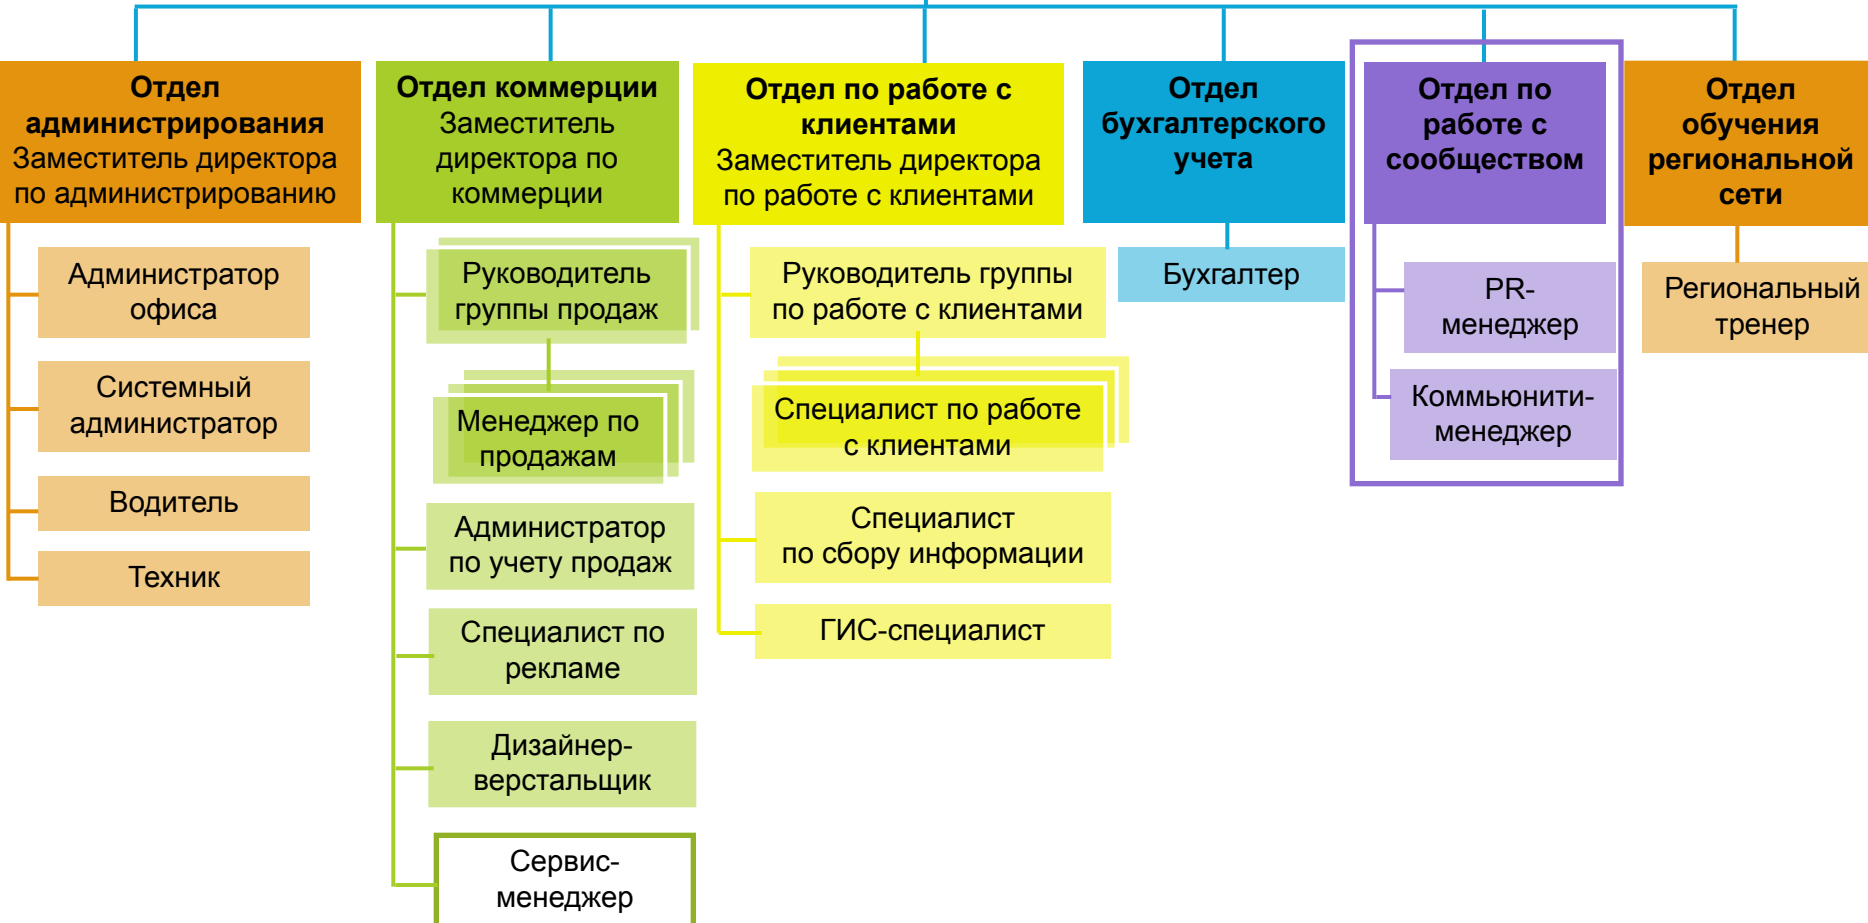 Отдел
администрирования
Заместитель директора
по администрированию
Администратор
офиса
Системный
администратор
Водитель
Техник
Отдел коммерции
Заместитель
директора по
коммерции
Руководитель
группы продаж
Менеджер по
продажам
Администратор
по учету продаж
Специалист по
рекламе
Дизайнер-
верстальщик
Сервис-
менеджер
Отдел по работе с
клиентами
Заместитель директора
по работе с клиентами
Руководитель группы
по работе с клиентами
Специалист по работе
с клиентами
Специалист
по сбору информации
ГИС-специалист
Отдел
бухгалтерского
учета
Бухгалтер
Отдел по
работе с
сообществом
PR-
менеджер
Коммьюнити-
менеджер
Отдел
обучения
региональной
сети
Региональный
тренер